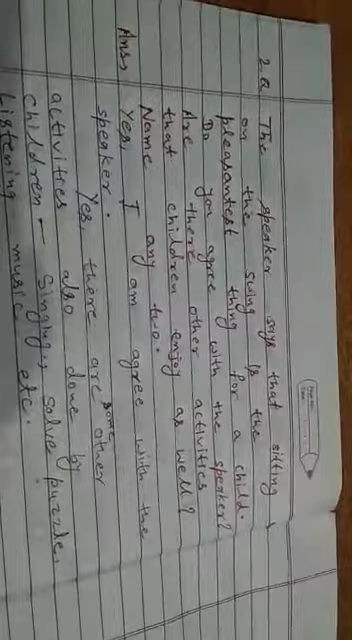 2.Q The speaker says that sitting
on the swing is the
pleasantest thing for a child.
Do you agree with the speaker?
Are there other activities
that children enjoy as well?
Name any two.
Ans, Yes, I am agree with the
speaker.
Yes, there are some other
activities also done by
children - Singing, Solve puzzle,
Listening music etc.